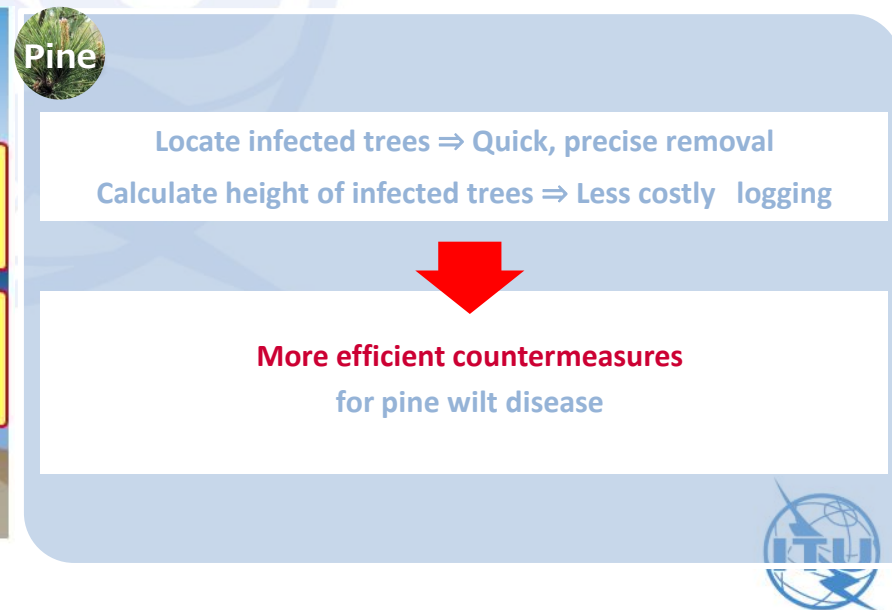 Pine
Locate infected trees ⇒ Quick, precise removal
Calculate height of infected trees ⇒ Less costly logging
More efficient countermeasures
for pine wilt disease
ITU